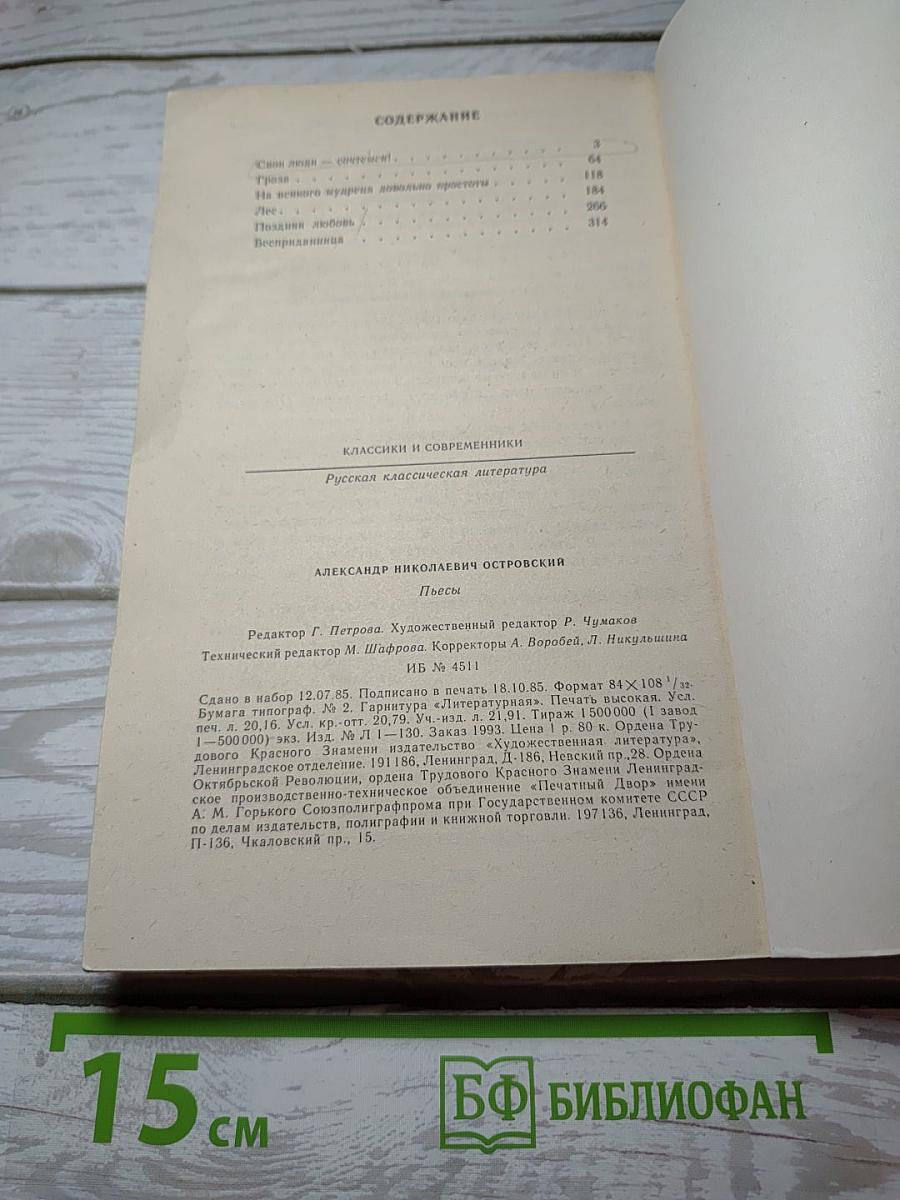 СОДЕРЖАНИЕ
Свои люди — сочтемся! . . . . . . . . . . 3
Гроза . . . . . . . . . . . . . 64
На всякого мудреца довольно простоты . . . . . 118
Лес . . . . . . . . . . . . . 184
Поздняя любовь . . . . . . . . . . . 266
Бесприданница . . . . . . . . . . . 314
КЛАССИКИ И СОВРЕМЕННИКИ
Русская классическая литература
АЛЕКСАНДР НИКОЛАЕВИЧ ОСТРОВСКИЙ
Пьесы
Редактор Г. Петрова. Художественный редактор Р. Чумаков
Технический редактор М. Шафрова. Корректоры А. Воробей, Л. Никульшина
ИБ № 4511
Сдано в набор 12.07.85. Подписано в печать 18.10.85. Формат 84×108 1/32.
Бумага типограф. № 2. Гарнитура «Литературная». Печать высокая. Усл.
печ. л. 20,16. Усл. кр.-отт. 20,79. Уч.-изд. л. 21,91. Тираж 1 500 000 (I завод
1—500 000) экз. Изд. № Л 1—130. Заказ 1993. Цена 1 р. 80 к. Ордена Тру-
дового Красного Знамени издательство «Художественная литература»,
Ленинградское отделение. 191186, Ленинград, Д-186, Невский пр., 28. Ордена
Октябрьской Революции, ордена Трудового Красного Знамени Ленинград-
ское производственно-техническое объединение «Печатный Двор» имени
А. М. Горького Союзполиграфпрома при Государственном комитете СССР
по делам издательств, полиграфии и книжной торговли. 197136, Ленинград,
П-136, Чкаловский пр., 15.
15 см
БФ БИБЛИОФАН